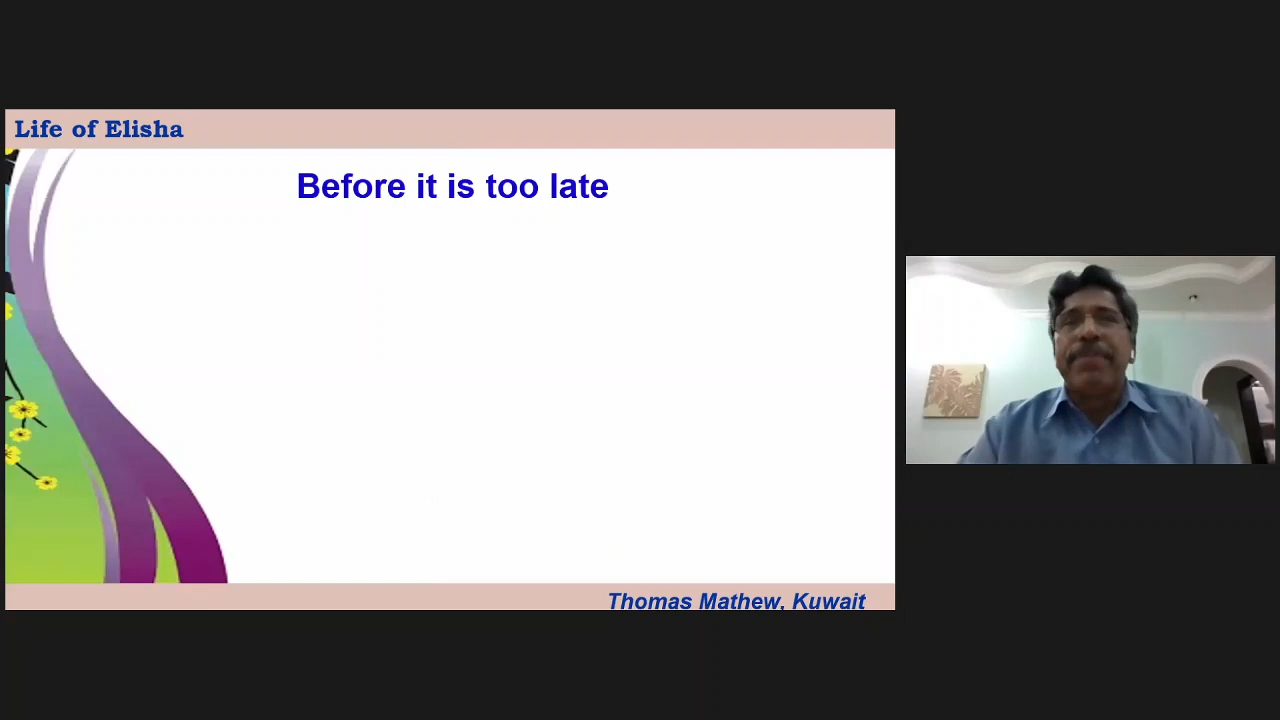 Life of Elisha
Before it is too late
Thomas Mathew, Kuwait